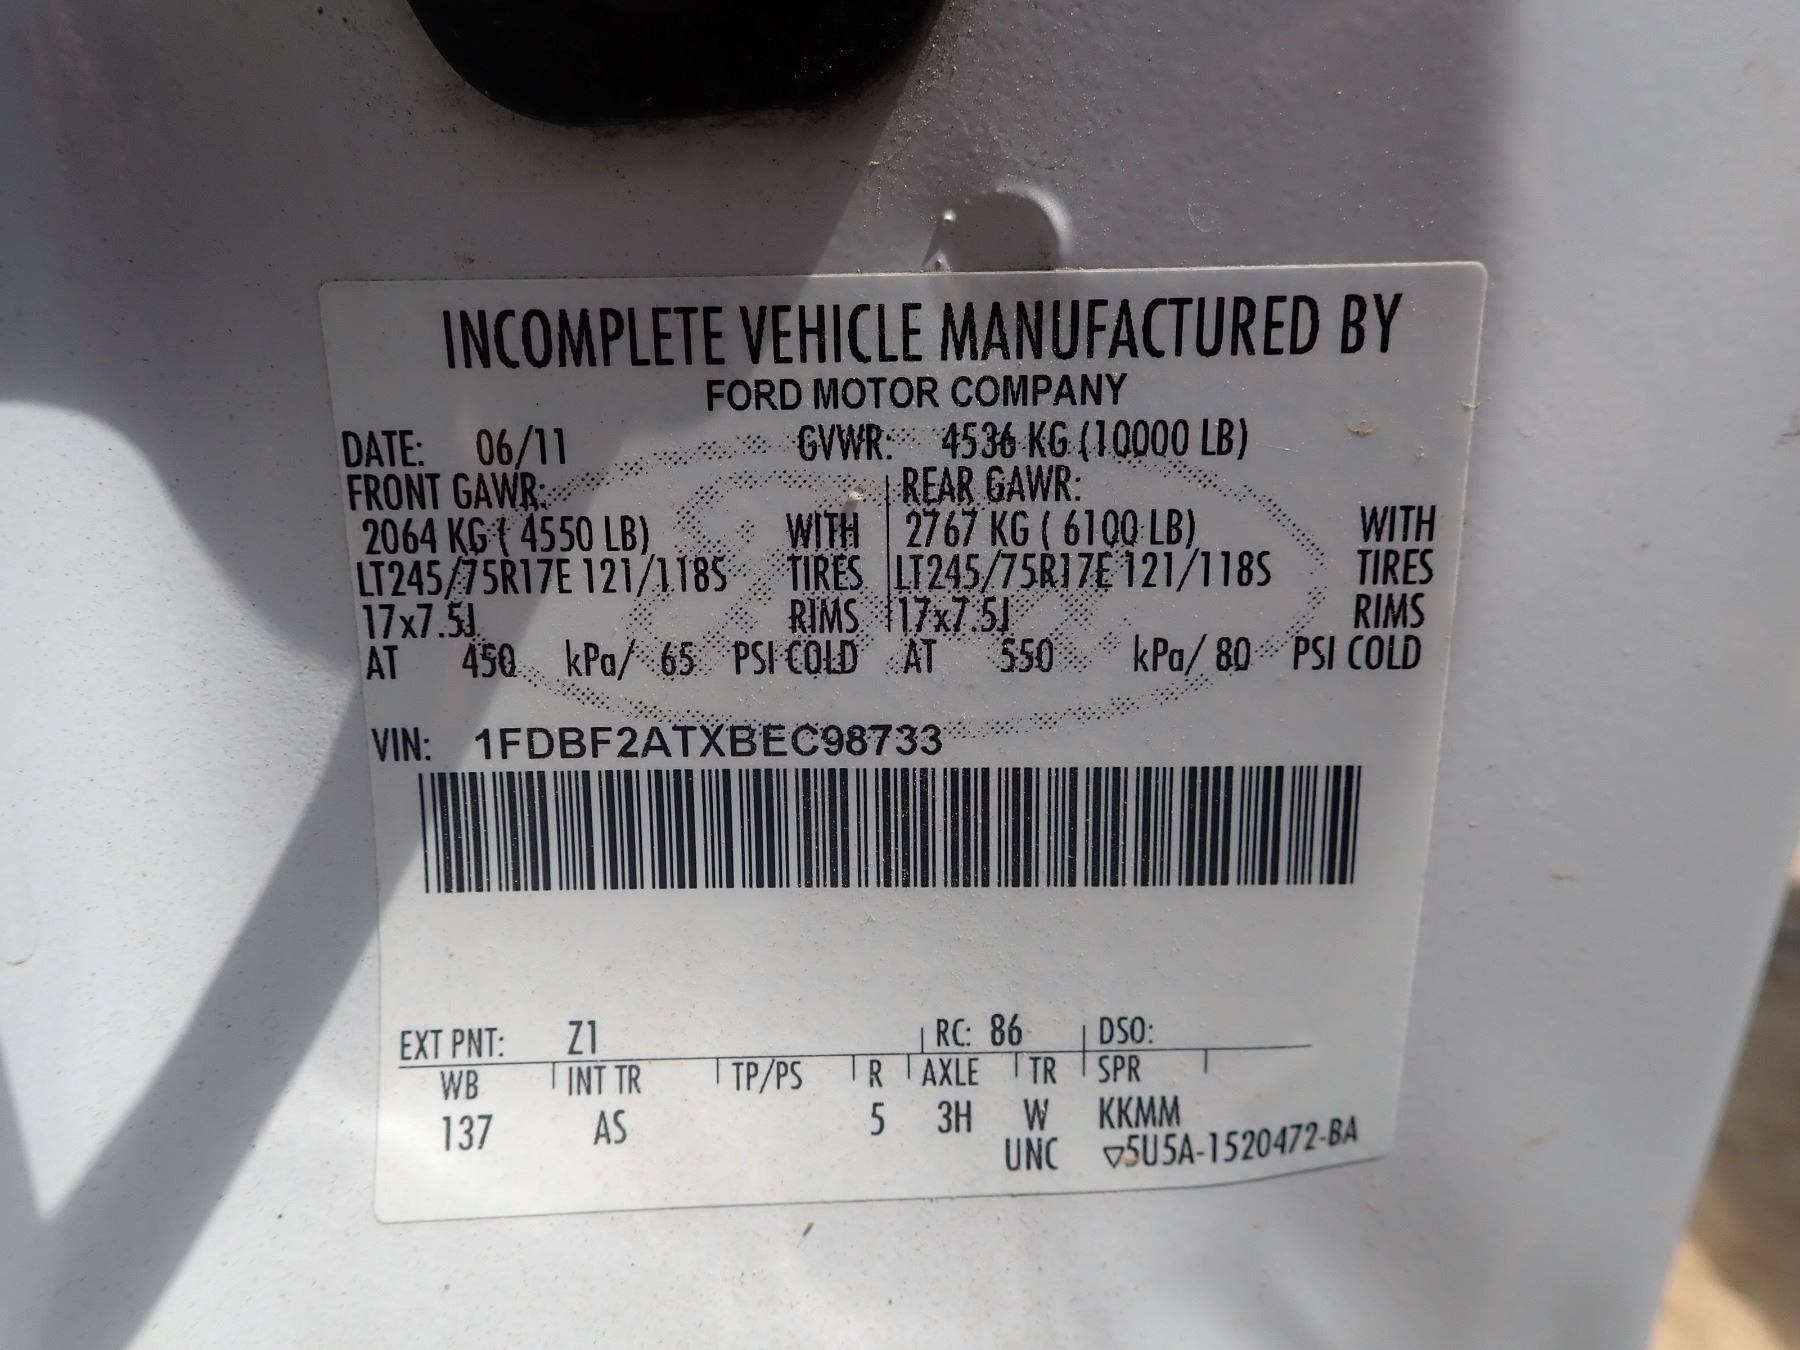 INCOMPLETE VEHICLE MANUFACTURED BY
FORD MOTOR COMPANY
DATE: 06/11 GVWR: 4536 KG (10000 LB)
FRONT GAWR: REAR GAWR:
2064 KG ( 4550 LB) WITH 2767 KG ( 6100 LB) WITH
LT245/75R17E 121/118S TIRES LT245/75R17E 121/118S TIRES
17x7.5J RIMS 17x7.5J RIMS
AT 450 kPa/ 65 PSI COLD AT 550 kPa/ 80 PSI COLD
VIN: 1FDBF2ATXBEC98733
EXT PNT: Z1 RC: 86 DSO:
WB INT TR TP/PS R AXLE TR SPR
137 AS 5 3H W KKMM
UNC ▽5U5A-1520472-BA